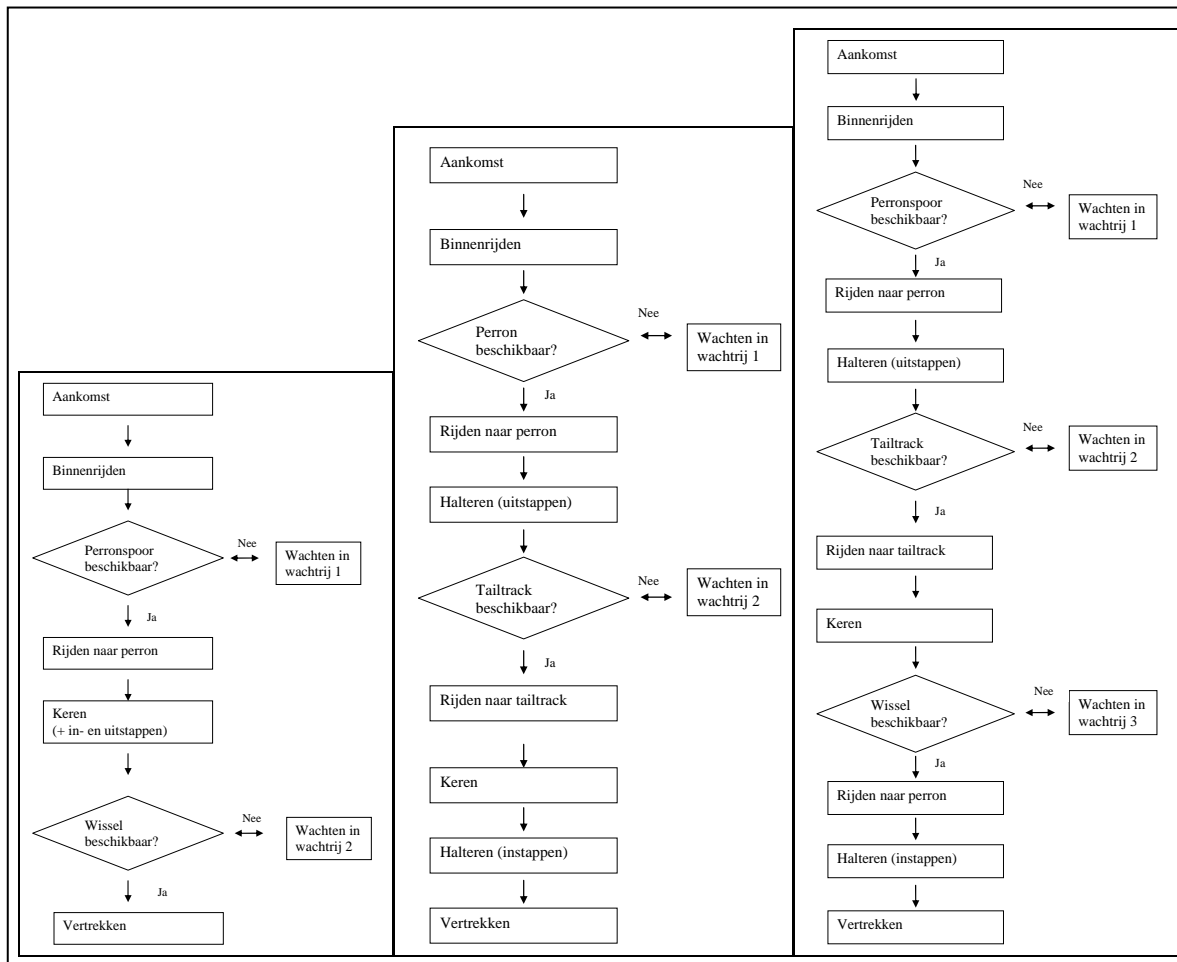 Aankomst
Binnenrijden
Perronspoor
beschikbaar?
Nee
Wachten in
wachtrij 1
Ja
Rijden naar perron
Keren
(+ in- en uitstappen)
Wissel
beschikbaar?
Nee
Wachten in
wachtrij 2
Ja
Vertrekken
Aankomst
Binnenrijden
Perron
beschikbaar?
Nee
Wachten in
wachtrij 1
Ja
Rijden naar perron
Halteren (uitstappen)
Tailtrack
beschikbaar?
Nee
Wachten in
wachtrij 2
Ja
Rijden naar tailtrack
Keren
Halteren (instappen)
Vertrekken
Aankomst
Binnenrijden
Perronspoor
beschikbaar?
Nee
Wachten in
wachtrij 1
Ja
Rijden naar perron
Halteren (uitstappen)
Tailtrack
beschikbaar?
Nee
Wachten in
wachtrij 2
Ja
Rijden naar tailtrack
Keren
Wissel
beschikbaar?
Nee
Wachten in
wachtrij 3
Ja
Rijden naar perron
Halteren (instappen)
Vertrekken